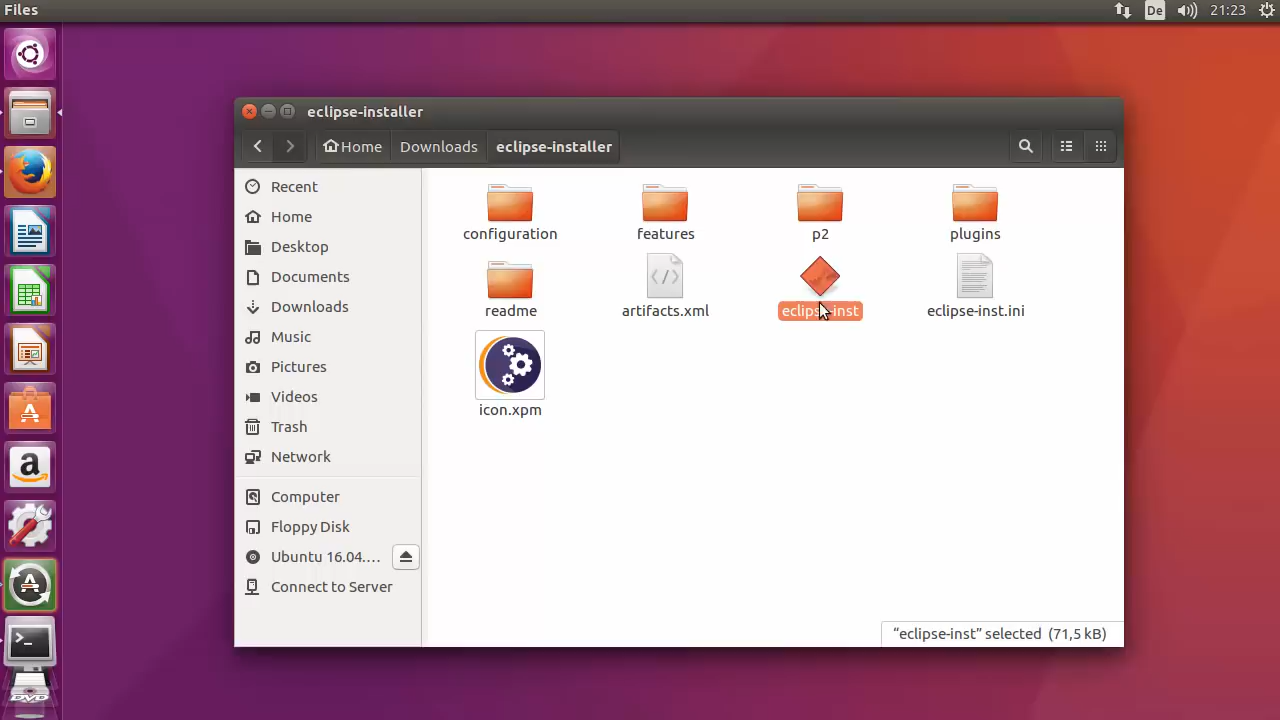 Files
De
21:23
eclipse-installer
Home
Downloads
eclipse-installer
Recent
Home
Desktop
Documents
Downloads
Music
Pictures
Videos
Trash
Network
Computer
Floppy Disk
Ubuntu 16.04.…
Connect to Server
configuration
features
p2
plugins
readme
artifacts.xml
eclipse-inst
eclipse-inst.ini
icon.xpm
“eclipse-inst” selected (71,5 kB)
DVD